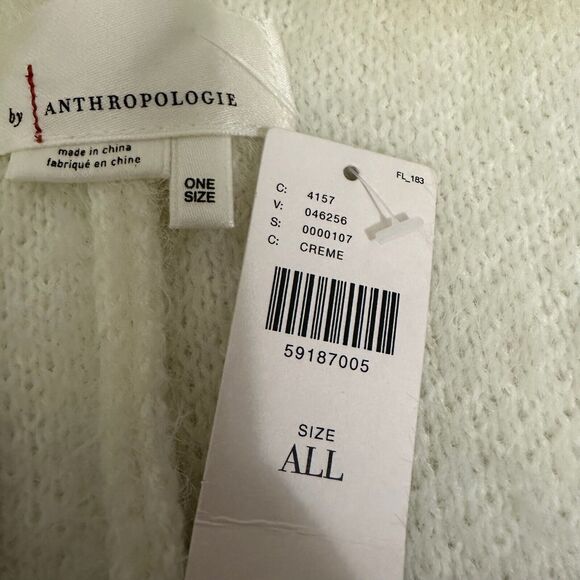 by ANTHROPOLOGIE
made in china
fabriqué en chine
ONE
SIZE
FL_183
C: 4157
V: 046256
S: 0000107
C: CREME
59187005
SIZE
ALL